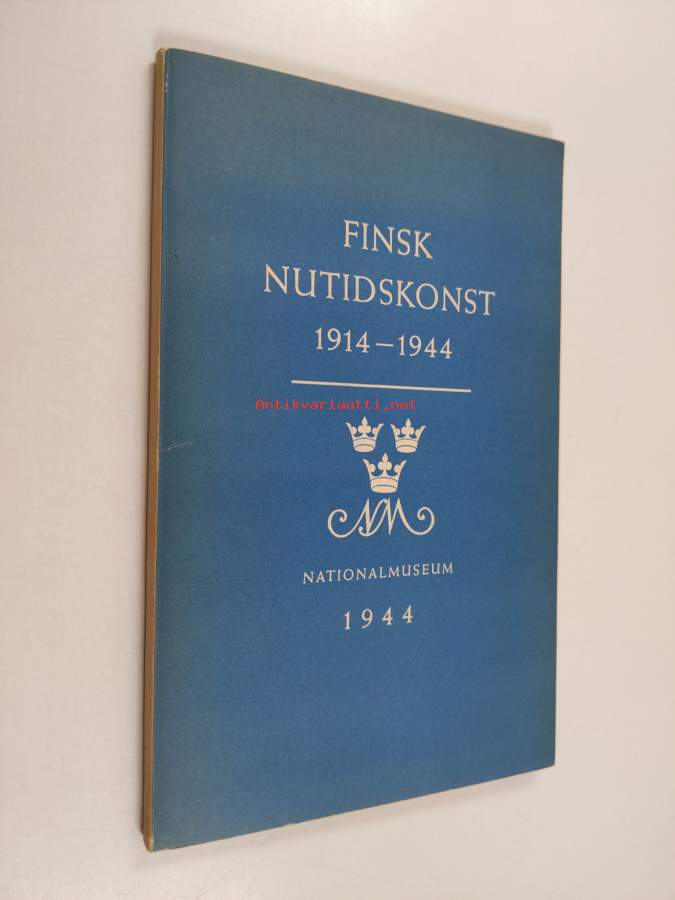 FINSK
NUTIDSKONST
1914–1944
Antikvariaatti.net
NM
NATIONALMUSEUM
1944